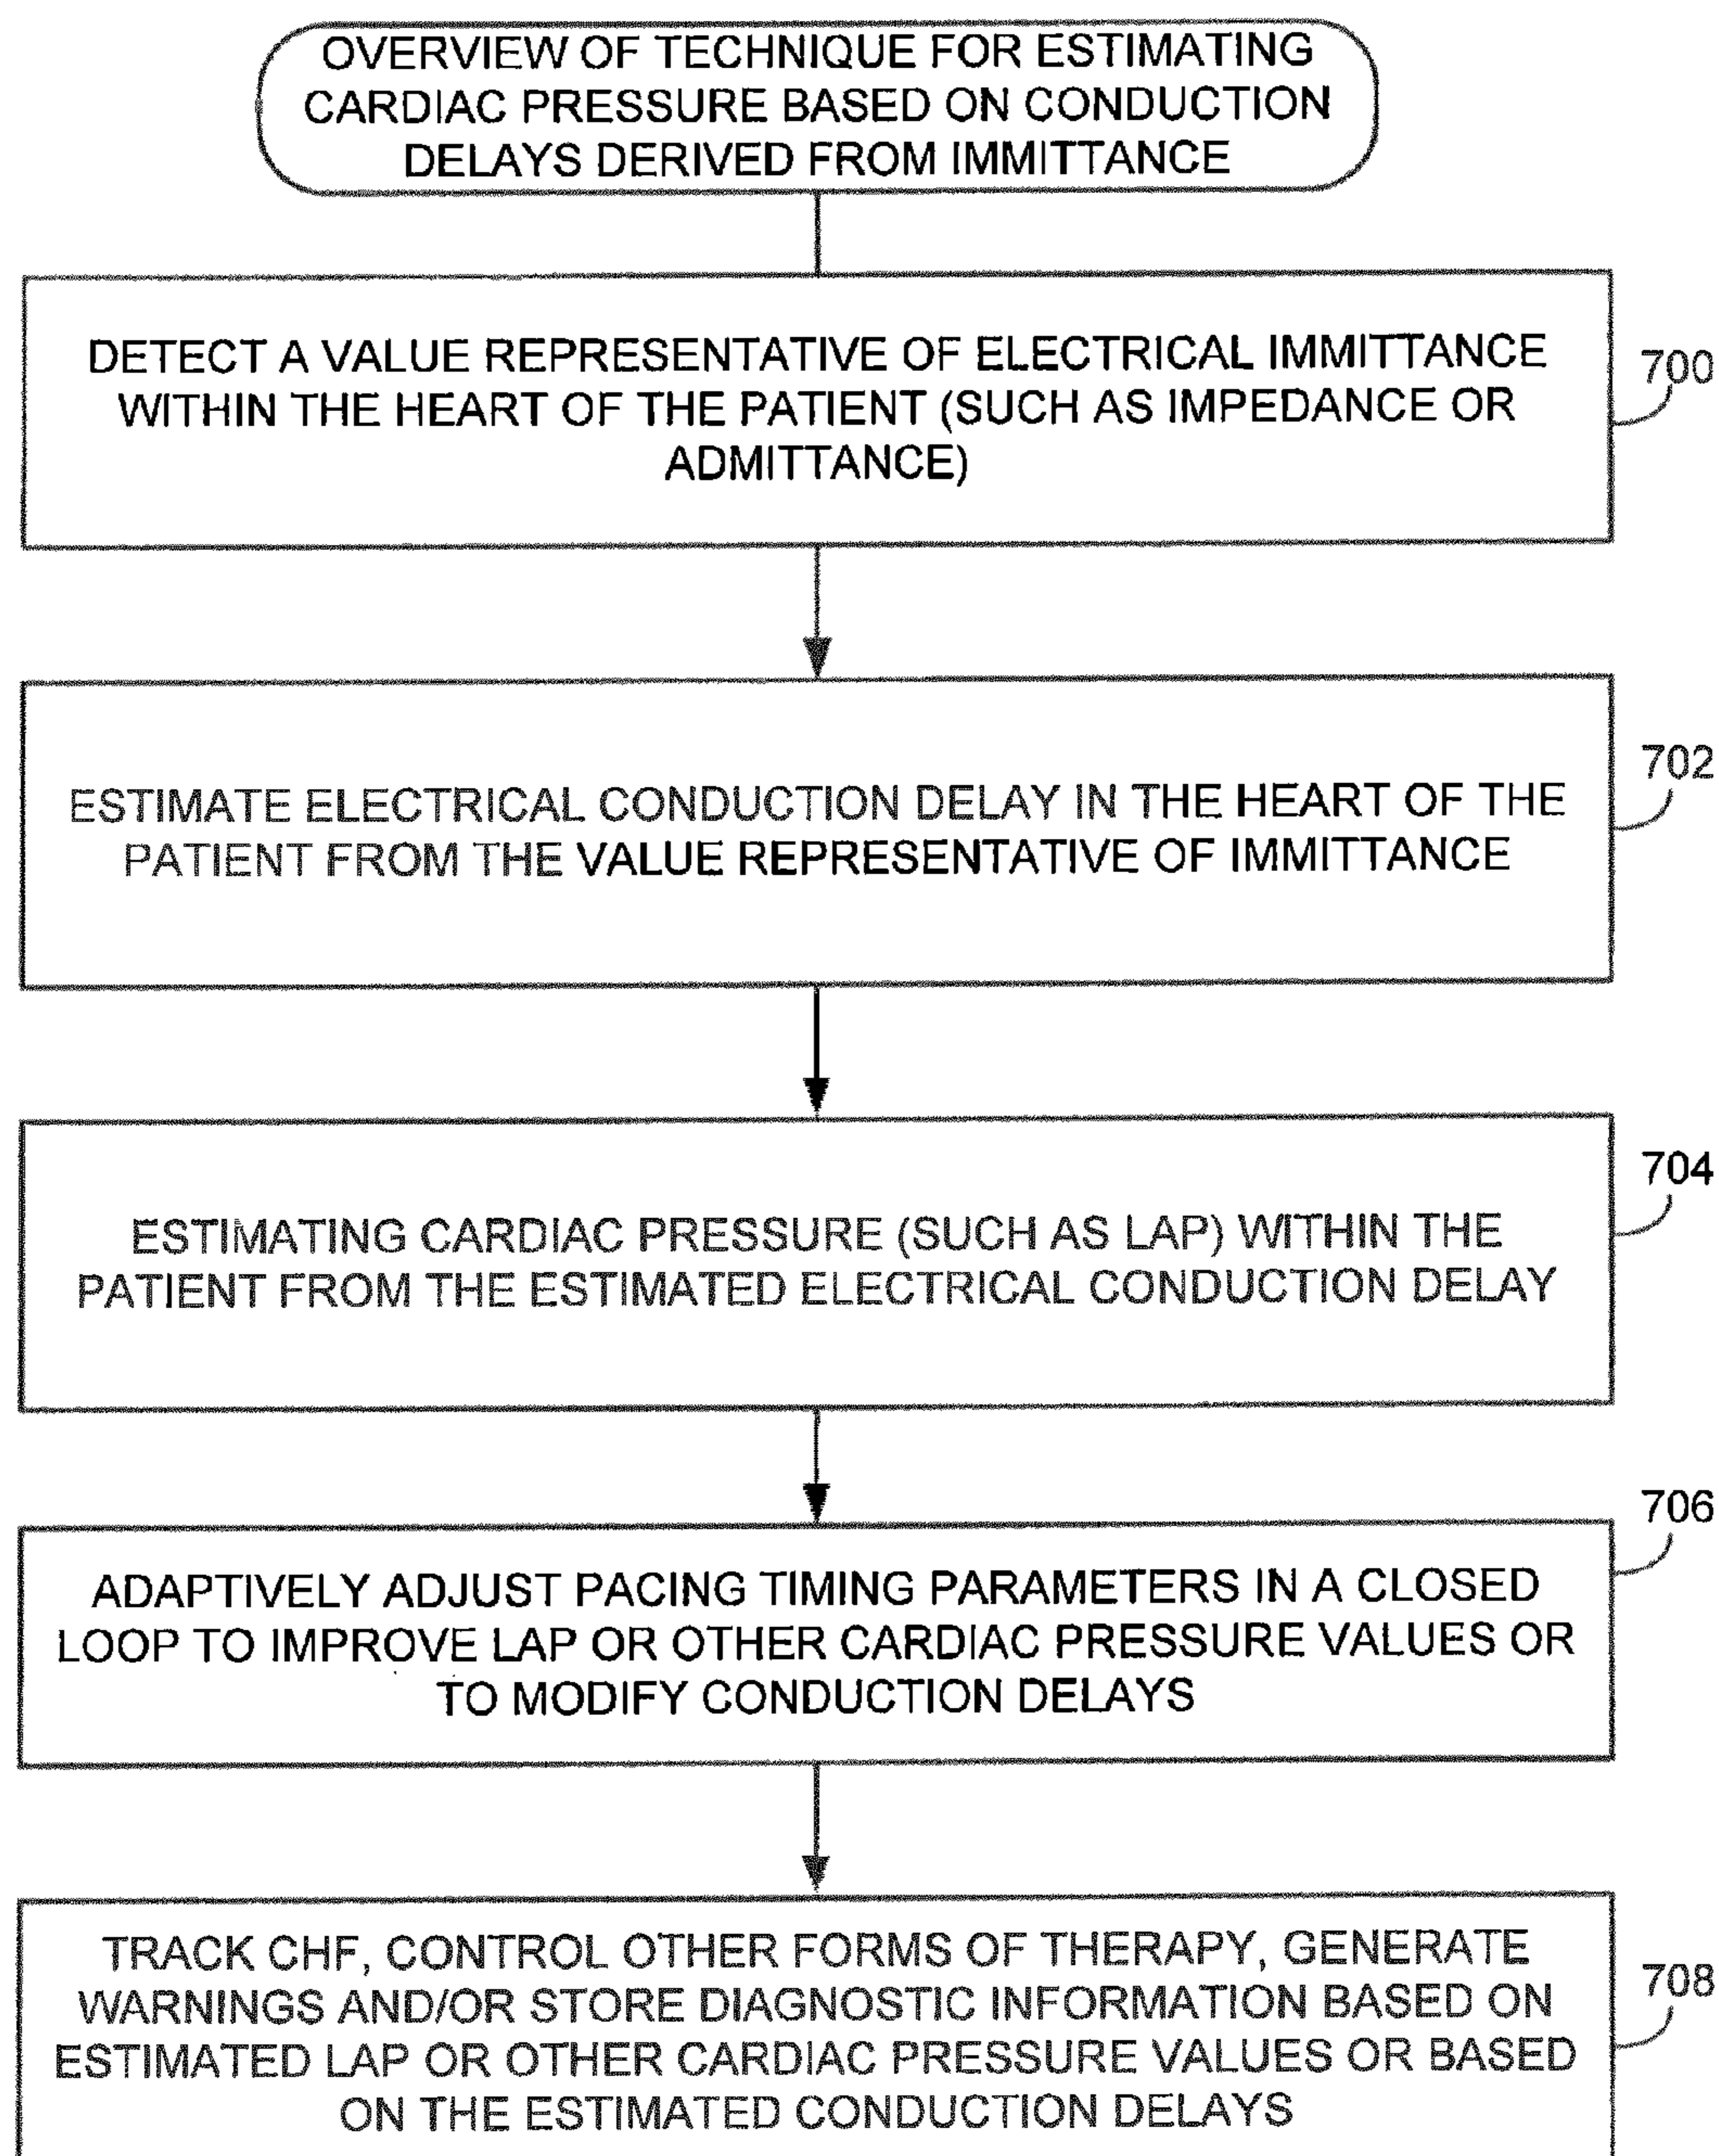 OVERVIEW OF TECHNIQUE FOR ESTIMATING
CARDIAC PRESSURE BASED ON CONDUCTION
DELAYS DERIVED FROM IMMITTANCE
DETECT A VALUE REPRESENTATIVE OF ELECTRICAL IMMITTANCE
WITHIN THE HEART OF THE PATIENT (SUCH AS IMPEDANCE OR
ADMITTANCE)
700
ESTIMATE ELECTRICAL CONDUCTION DELAY IN THE HEART OF THE
PATIENT FROM THE VALUE REPRESENTATIVE OF IMMITTANCE
702
ESTIMATING CARDIAC PRESSURE (SUCH AS LAP) WITHIN THE
PATIENT FROM THE ESTIMATED ELECTRICAL CONDUCTION DELAY
704
ADAPTIVELY ADJUST PACING TIMING PARAMETERS IN A CLOSED
LOOP TO IMPROVE LAP OR OTHER CARDIAC PRESSURE VALUES OR
TO MODIFY CONDUCTION DELAYS
706
TRACK CHF, CONTROL OTHER FORMS OF THERAPY, GENERATE
WARNINGS AND/OR STORE DIAGNOSTIC INFORMATION BASED ON
ESTIMATED LAP OR OTHER CARDIAC PRESSURE VALUES OR BASED
ON THE ESTIMATED CONDUCTION DELAYS
708